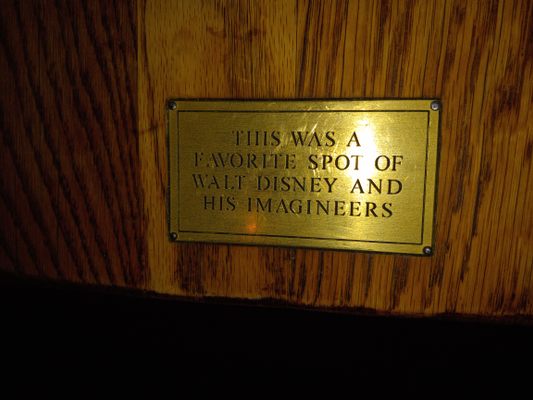 THIS WAS A
FAVORITE SPOT OF
WALT DISNEY AND
HIS IMAGINEERS